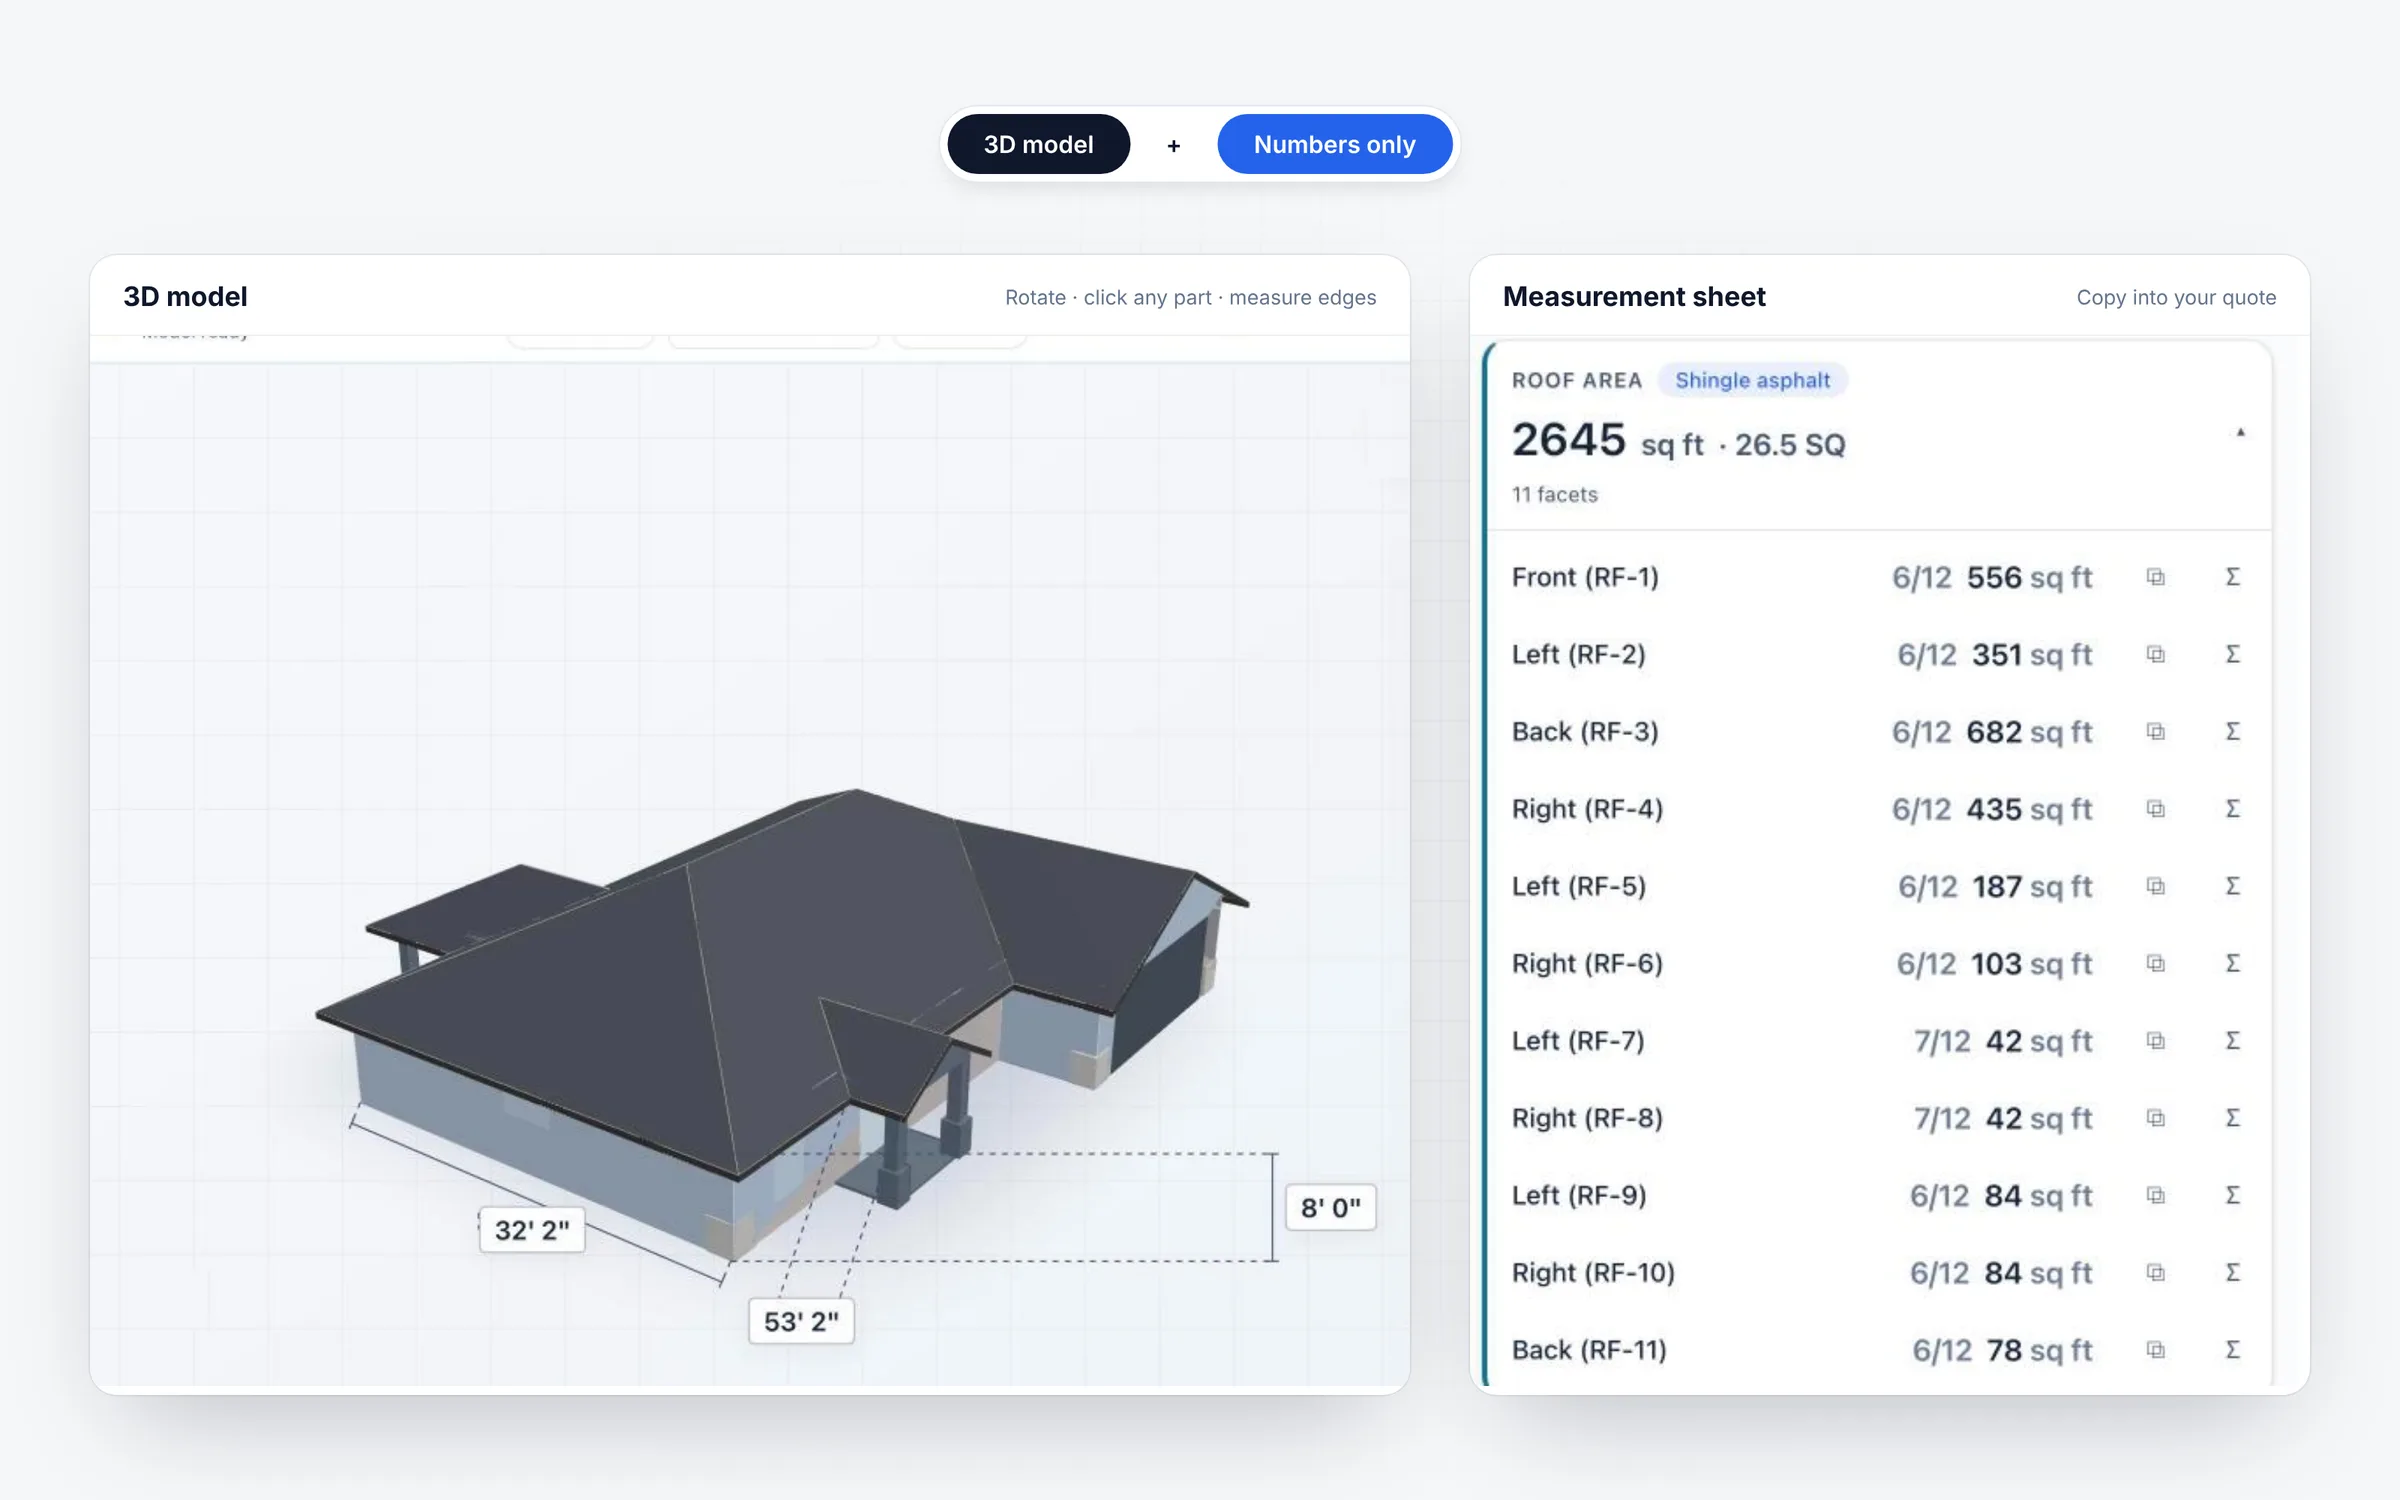 3D model + Numbers only
3D model
Rotate · click any part · measure edges
32' 2"
53' 2"
8' 0"
Measurement sheet
Copy into your quote
ROOF AREA Shingle asphalt
2645 sq ft · 26.5 SQ
▲
11 facets
Front (RF-1) 6/12 556 sq ft Σ
Left (RF-2) 6/12 351 sq ft Σ
Back (RF-3) 6/12 682 sq ft Σ
Right (RF-4) 6/12 435 sq ft Σ
Left (RF-5) 6/12 187 sq ft Σ
Right (RF-6) 6/12 103 sq ft Σ
Left (RF-7) 7/12 42 sq ft Σ
Right (RF-8) 7/12 42 sq ft Σ
Left (RF-9) 6/12 84 sq ft Σ
Right (RF-10) 6/12 84 sq ft Σ
Back (RF-11) 6/12 78 sq ft Σ